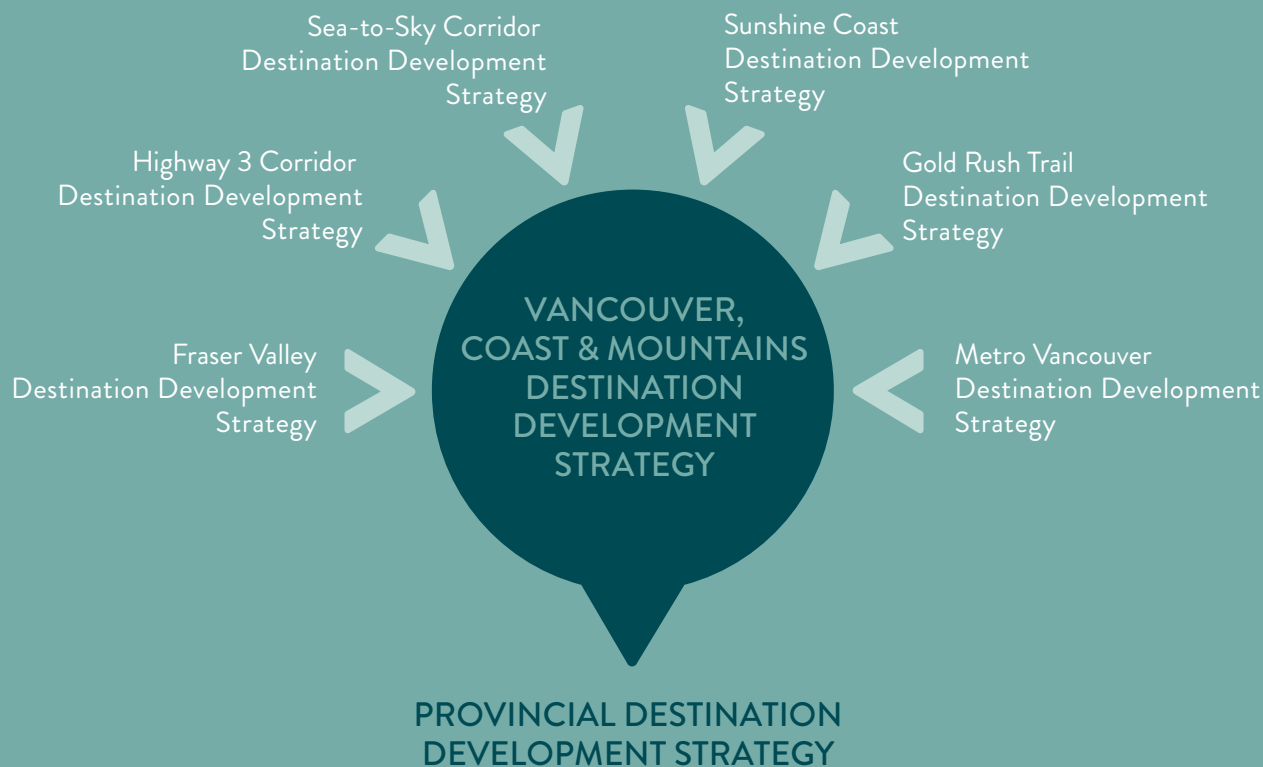 Sea-to-Sky Corridor
Destination Development
Strategy
Sunshine Coast
Destination Development
Strategy
Highway 3 Corridor
Destination Development
Strategy
Gold Rush Trail
Destination Development
Strategy
Fraser Valley
Destination Development
Strategy
VANCOUVER,
COAST & MOUNTAINS
DESTINATION
DEVELOPMENT
STRATEGY
Metro Vancouver
Destination Development
Strategy
PROVINCIAL DESTINATION
DEVELOPMENT STRATEGY